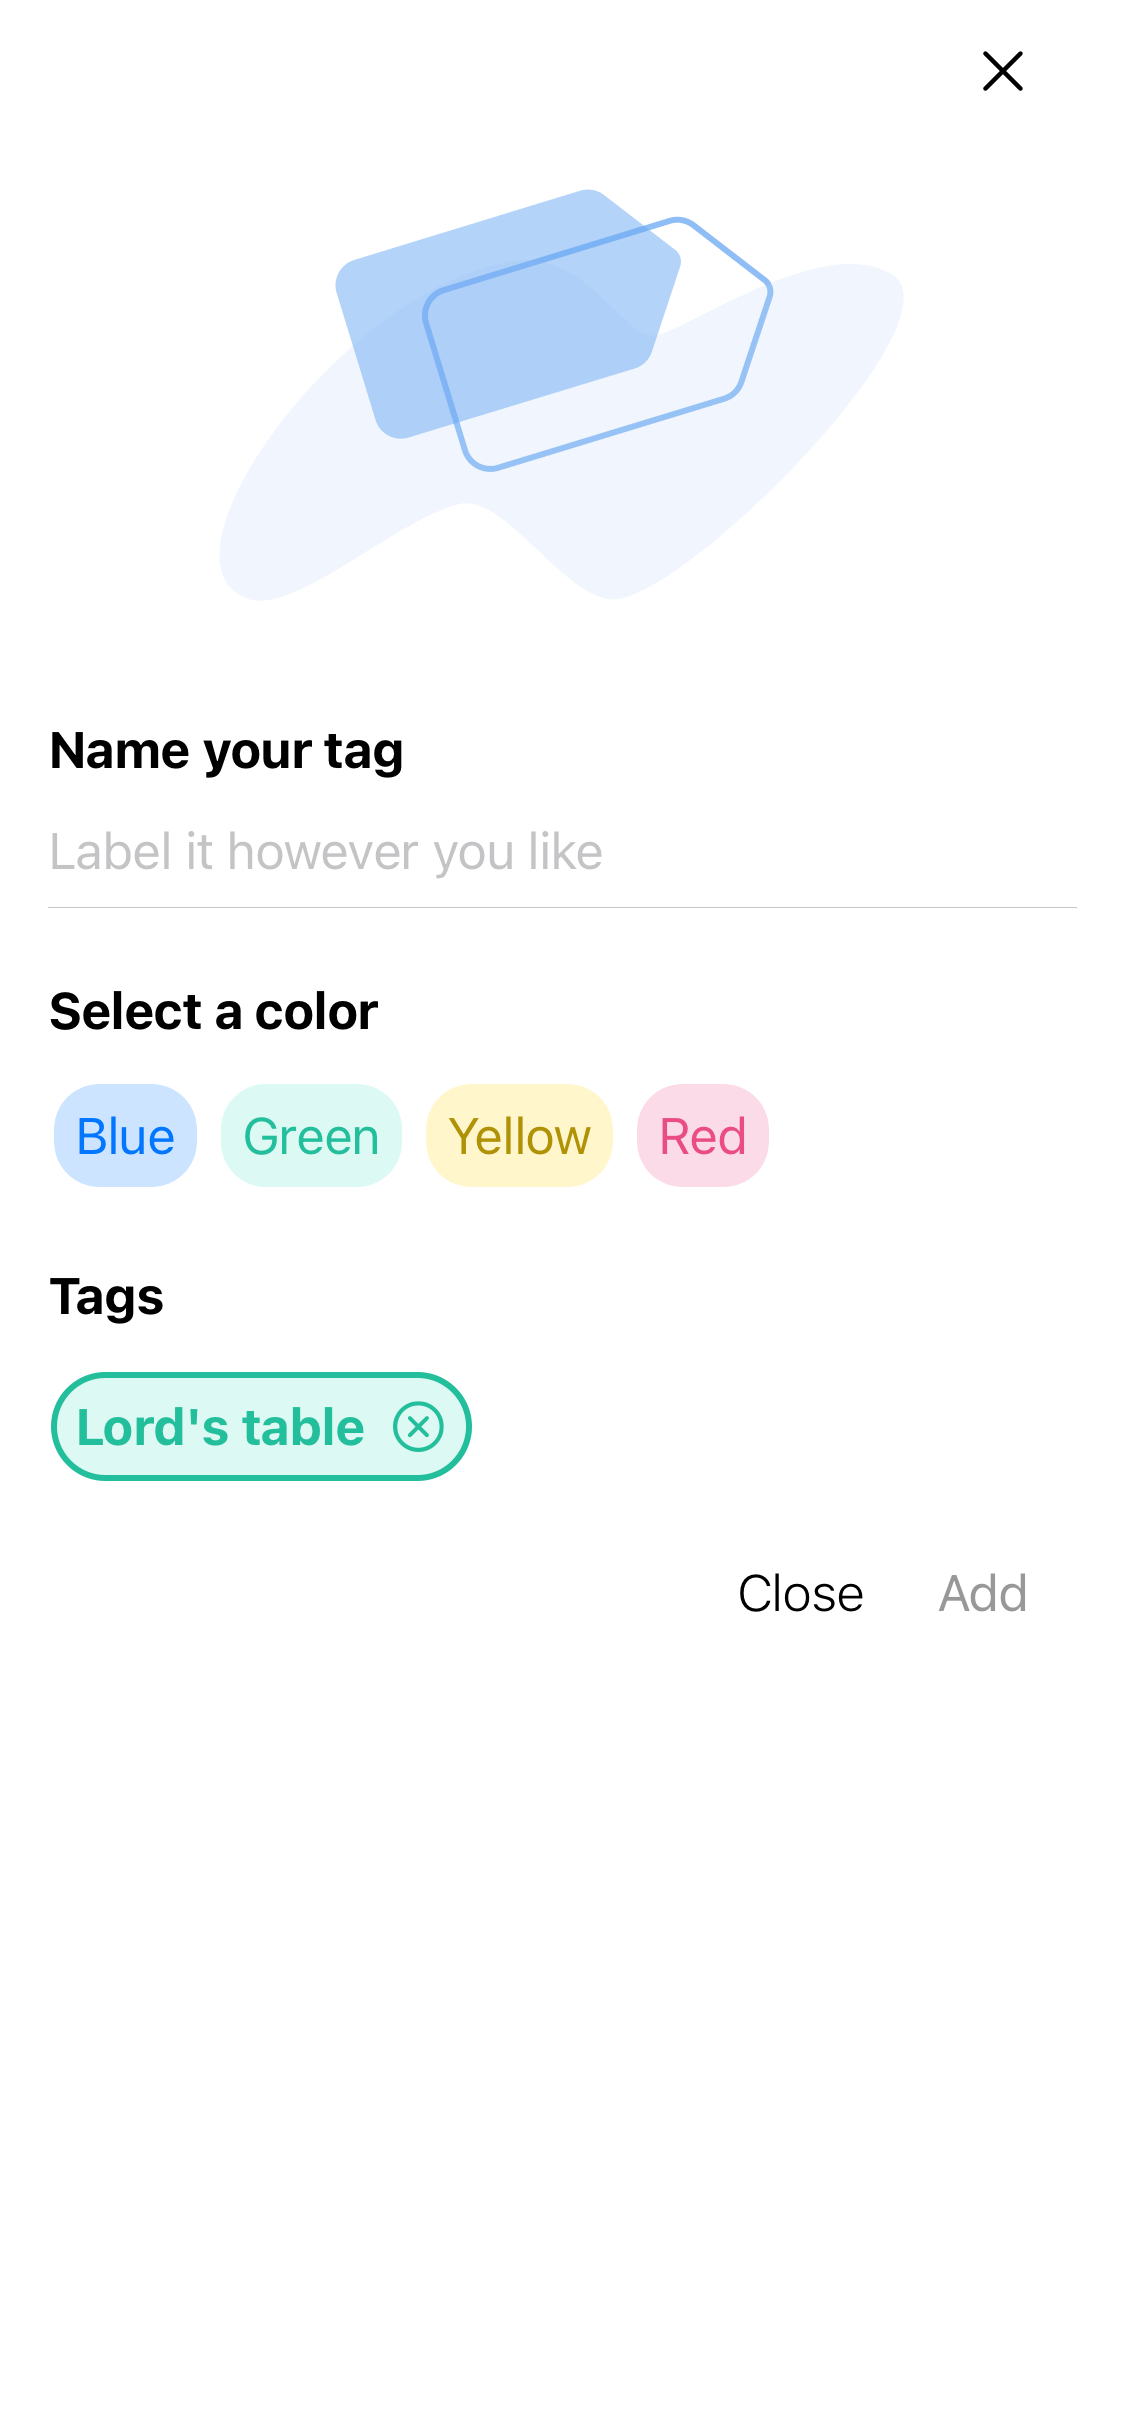 Name your tag
Label it however you like
Select a color
Blue Green Yellow Red
Tags
Lord's table
Close Add